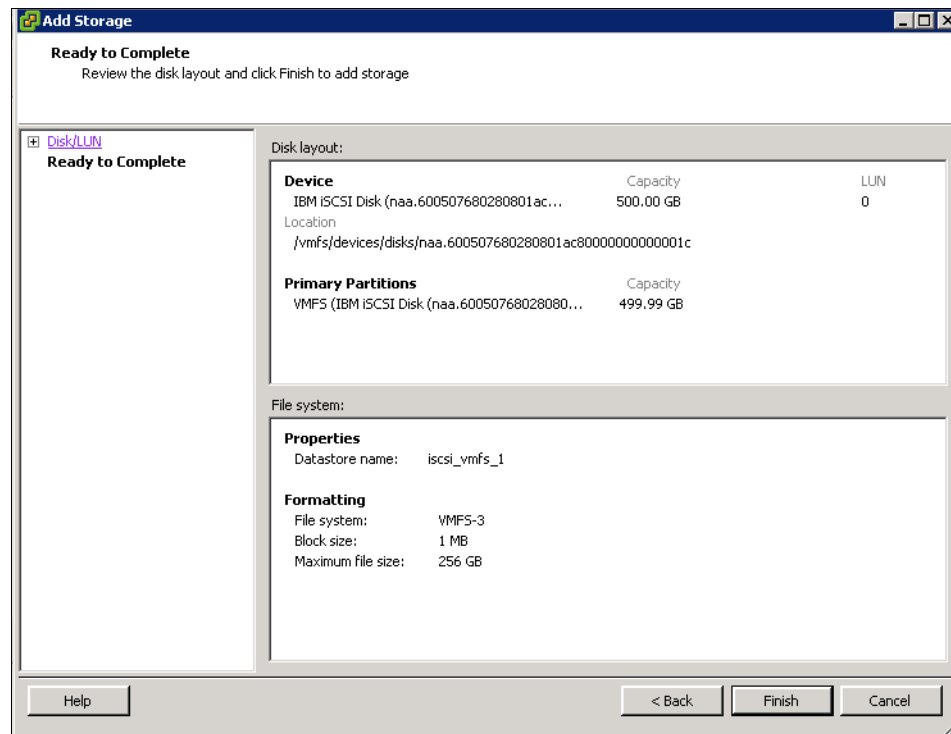 Add Storage
Ready to Complete
Review the disk layout and click Finish to add storage
Disk/LUN
Ready to Complete
Disk layout:
Device Capacity LUN
IBM iSCSI Disk (naa.600507680280801ac... 500.00 GB 0
Location
/vmfs/devices/disks/naa.600507680280801ac80000000000001c
Primary Partitions Capacity
VMFS (IBM iSCSI Disk (naa.60050768028080... 499.99 GB
File system:
Properties
Datastore name: iscsi_vmfs_1
Formatting
File system: VMFS-3
Block size: 1 MB
Maximum file size: 256 GB
Help < Back Finish Cancel